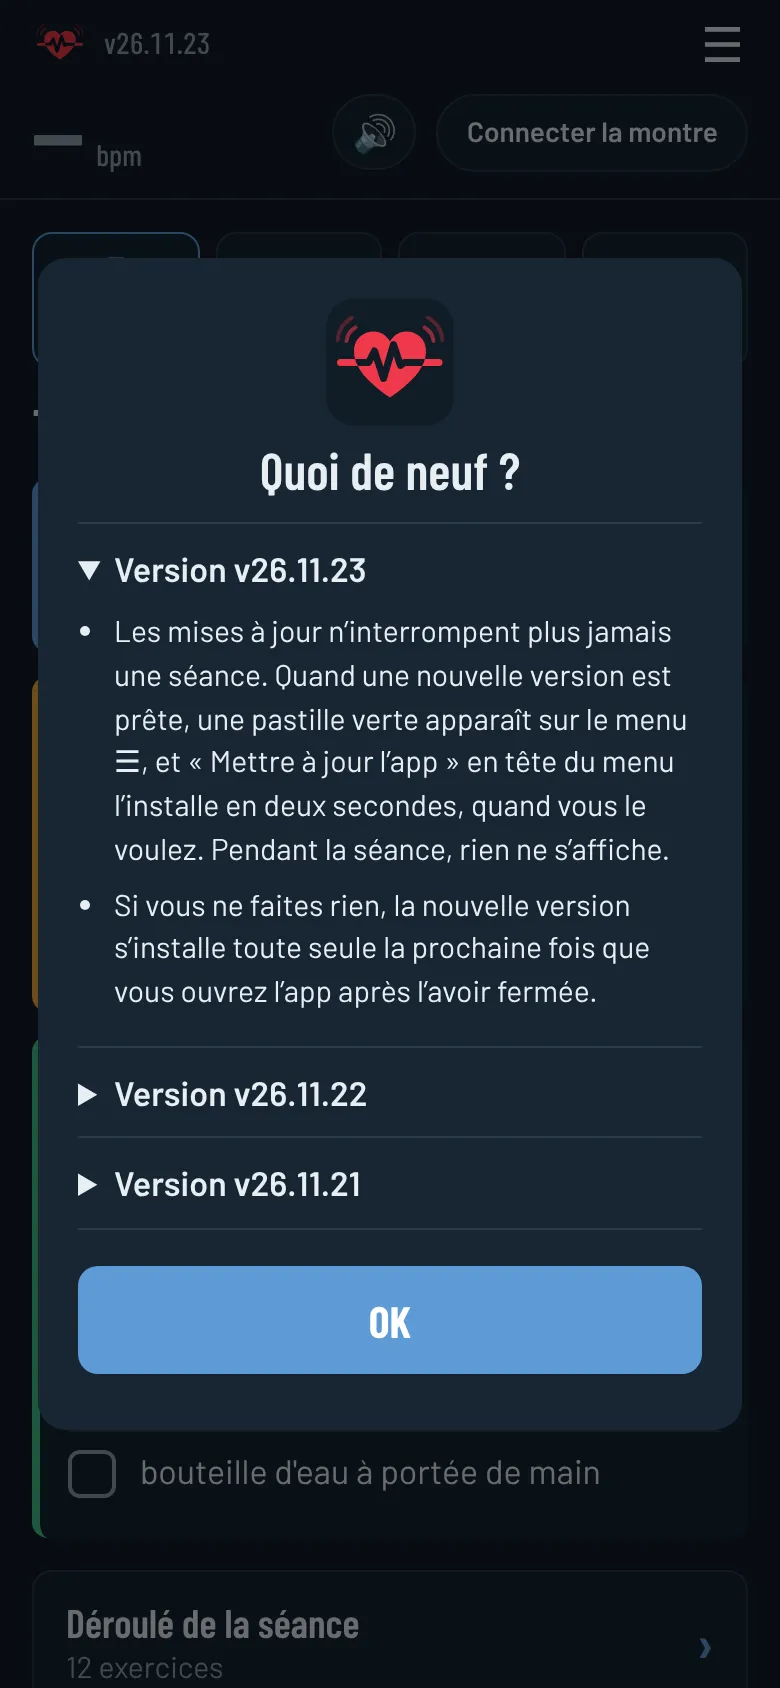 v26.11.23
bpm
Connecter la montre
Quoi de neuf ?
Version v26.11.23
Les mises à jour n’interrompent plus jamais
une séance. Quand une nouvelle version est
prête, une pastille verte apparaît sur le menu
☰, et « Mettre à jour l’app » en tête du menu
l’installe en deux secondes, quand vous le
voulez. Pendant la séance, rien ne s’affiche.
Si vous ne faites rien, la nouvelle version
s’installe toute seule la prochaine fois que
vous ouvrez l’app après l’avoir fermée.
Version v26.11.22
Version v26.11.21
OK
bouteille d'eau à portée de main
Déroulé de la séance
12 exercices